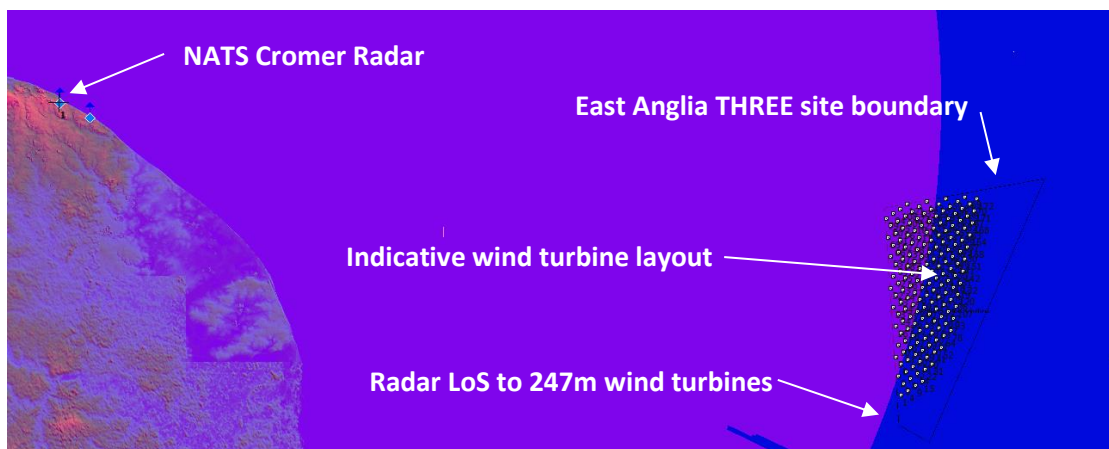 NATS Cromer Radar
East Anglia THREE site boundary
Indicative wind turbine layout
Radar LoS to 247m wind turbines